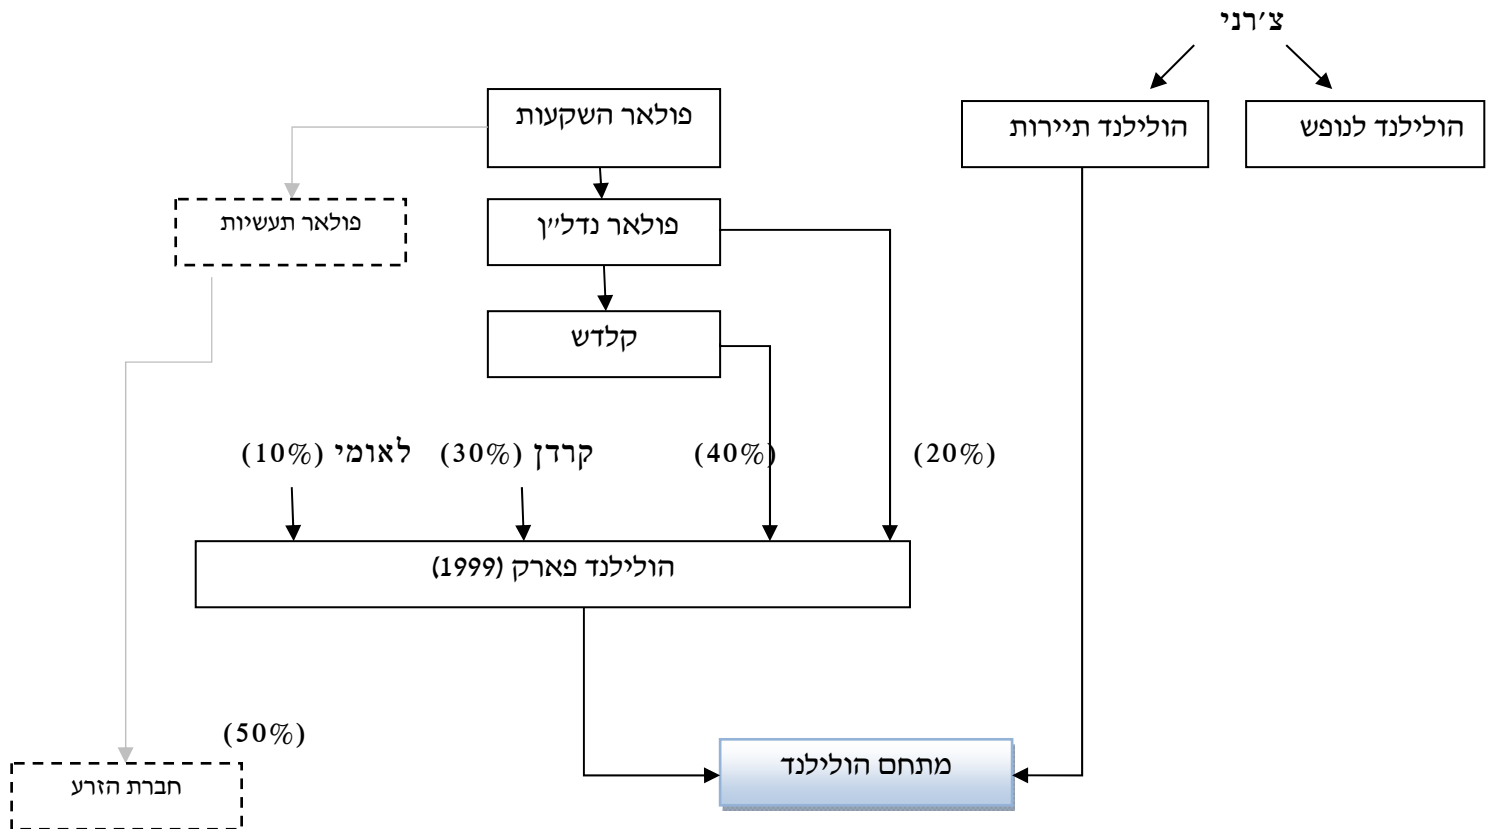 צ'רני
פולאר השקעות
הולילנד תיירות
הולילנד לנופש
פולאר תעשיות
פולאר נדל"ן
קלדש
לאומי (10%)
קרדן (30%)
(40%)
(20%)
הולילנד פארק (1999)
(50%)
מתחם הולילנד
חברת הזרע